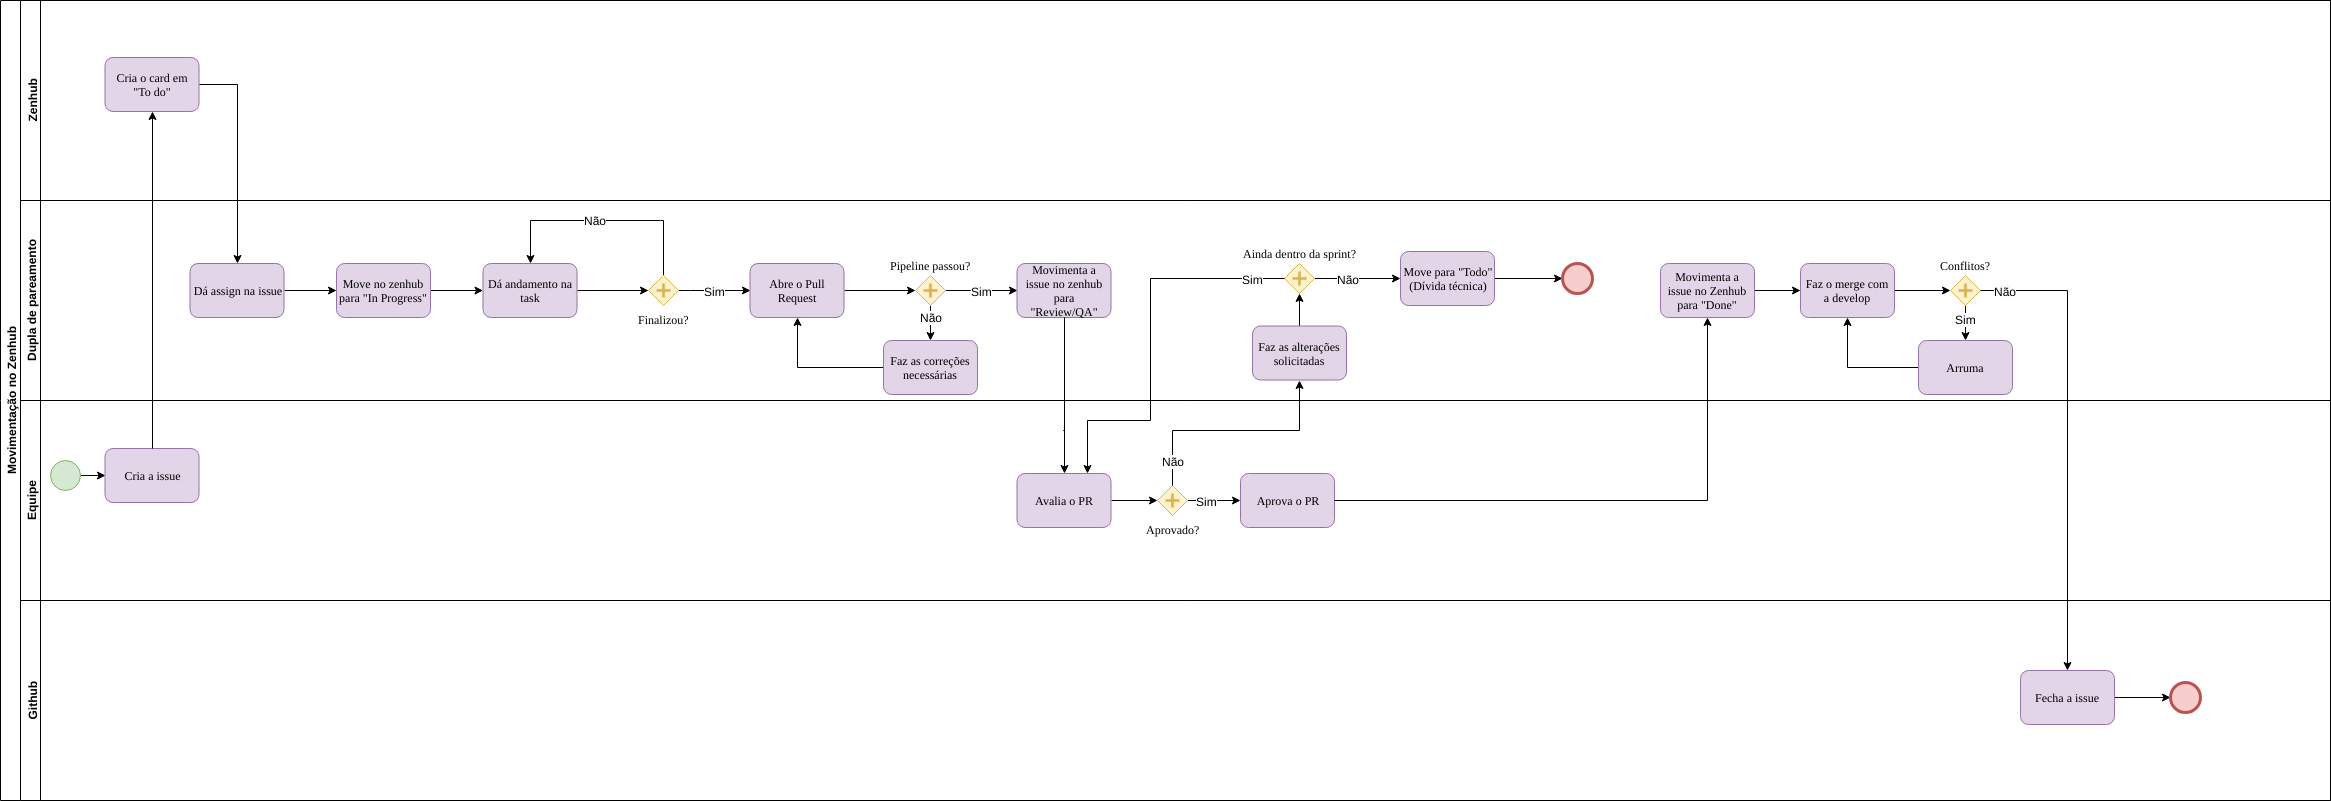 Movimentação no Zenhub
Zenhub
Cria o card em
"To do"
Dupla de pareamento
Dá assign na issue
Move no zenhub
para "In Progress"
Dá andamento na
task
Não
Finalizou?
Sim
Abre o Pull
Request
Pipeline passou?
Sim
Não
Faz as correções
necessárias
Movimenta a
issue no zenhub
para
"Review/QA"
Ainda dentro da sprint?
Sim
Não
Faz as alterações
solicitadas
Move para "Todo"
(Dívida técnica)
Movimenta a
issue no Zenhub
para "Done"
Faz o merge com
a develop
Conflitos?
Não
Sim
Arruma
Equipe
Cria a issue
Avalia o PR
Não
Aprovado?
Sim
Aprova o PR
Github
Fecha a issue